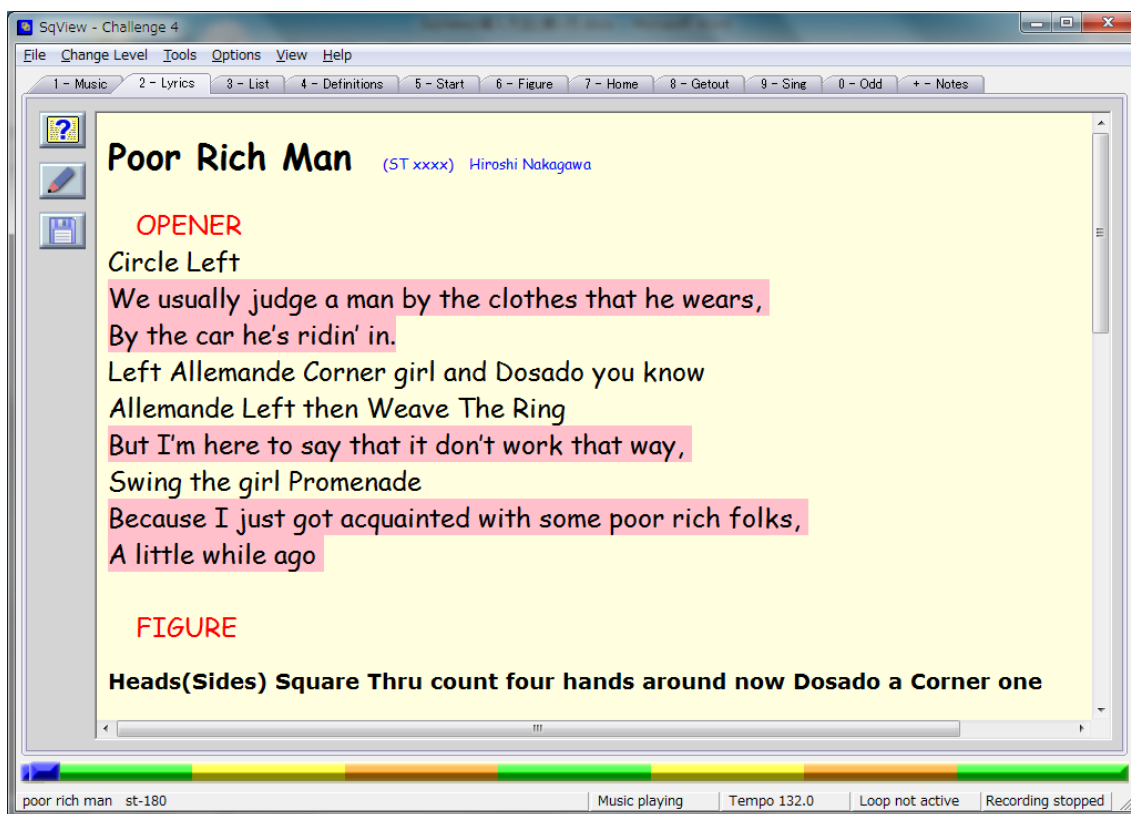 SqView - Challenge 4
File Change Level Tools Options View Help
1 - Music 2 - Lyrics 3 - List 4 - Definitions 5 - Start 6 - Figure 7 - Home 8 - Getout 9 - Sing 0 - Odd + - Notes
Poor Rich Man (ST xxxx) Hiroshi Nakagawa
OPENER
Circle Left
We usually judge a man by the clothes that he wears,
By the car he's ridin' in.
Left Allemande Corner girl and Dosado you know
Allemande Left then Weave The Ring
But I'm here to say that it don't work that way,
Swing the girl Promenade
Because I just got acquainted with some poor rich folks,
A little while ago
FIGURE
Heads(Sides) Square Thru count four hands around now Dosado a Corner one
poor rich man st-180 Music playing Tempo 132.0 Loop not active Recording stopped